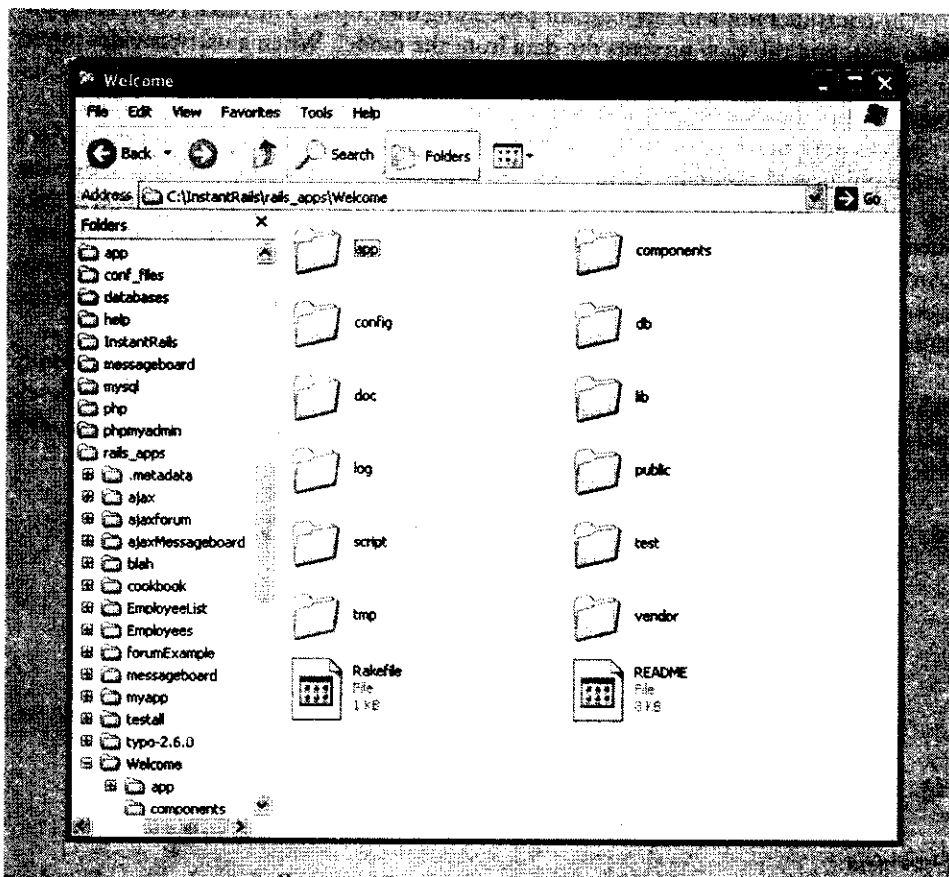 Welcome
File Edit View Favorites Tools Help
Back Search Folders
Address C:\InstantRails\rails_apps\Welcome Go
Folders
app
conf_files
databases
help
InstantRails
messageboard
mysql
php
phpmyadmin
rails_apps
.metadata
ajax
ajaxforum
ajaxMessageboard
blah
cookbook
EmployeeList
Employees
forumExample
messageboard
myapp
testall
typo-2.6.0
Welcome
app
components
app components
config db
doc lib
log public
script test
tmp vendor
Rakefile
File
1 KB
README
File